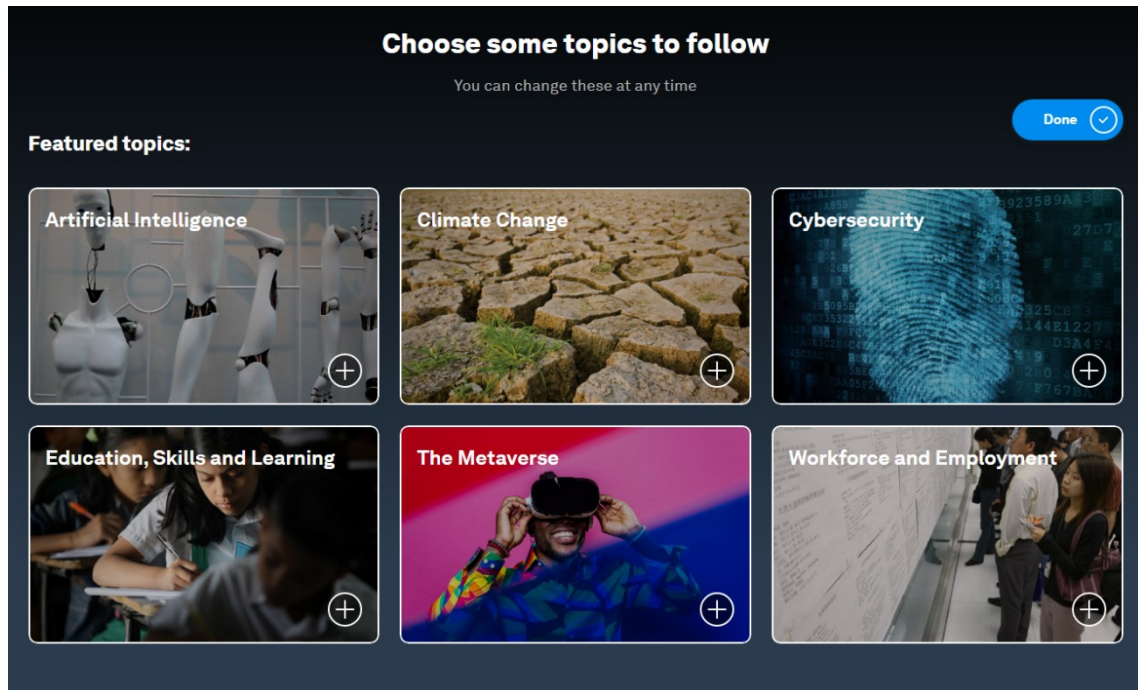 Choose some topics to follow
You can change these at any time
Done
Featured topics:
Artificial Intelligence
Climate Change
Cybersecurity
Education, Skills and Learning
The Metaverse
Workforce and Employment